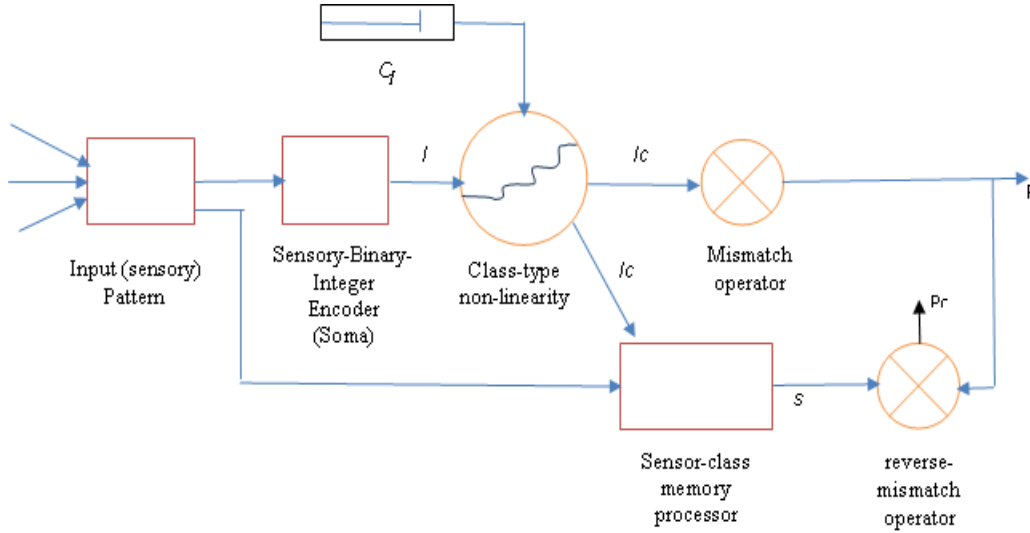 C
I
Ic
P
Input (sensory)
Pattern
Sensory-Binary-
Integer
Encoder
(Soma)
Class-type
non-linearity
Mismatch
operator
Ic
Pr
s
Sensor-class
memory
processor
reverse-
mismatch
operator